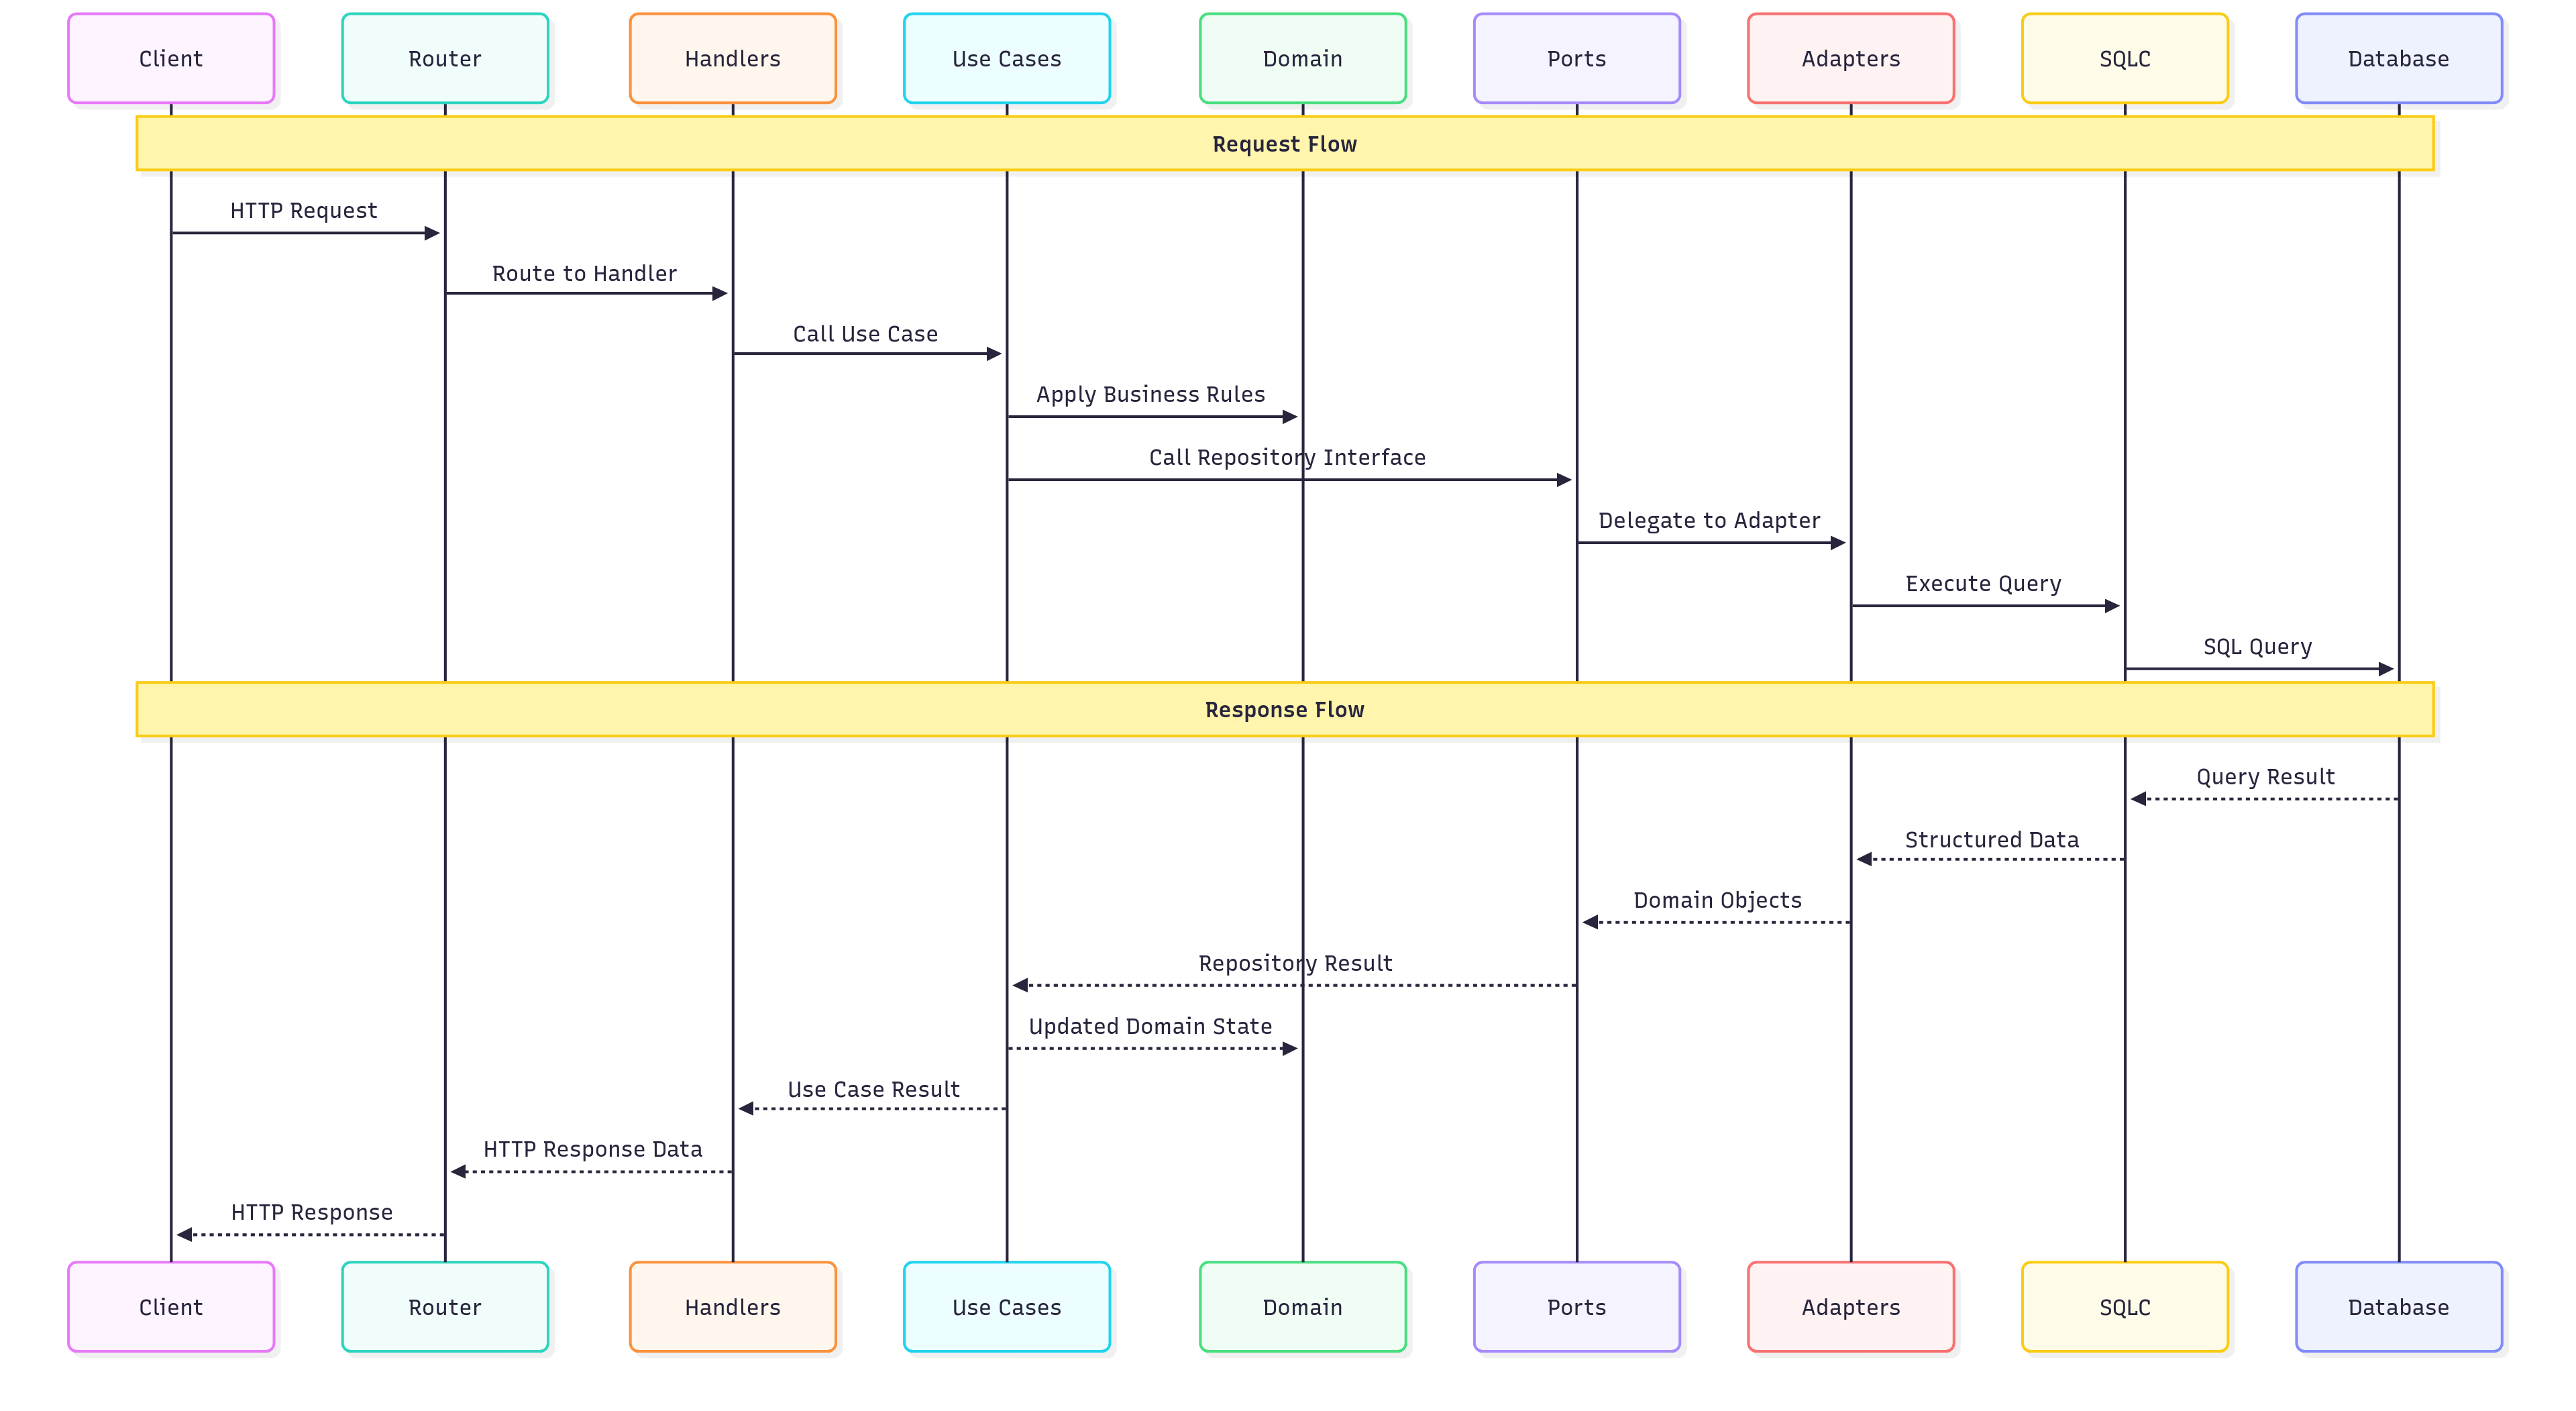 Client
Router
Handlers
Use Cases
Domain
Ports
Adapters
SQLC
Database
Request Flow
HTTP Request
Route to Handler
Call Use Case
Apply Business Rules
Call Repository Interface
Delegate to Adapter
Execute Query
SQL Query
Response Flow
Query Result
Structured Data
Domain Objects
Repository Result
Updated Domain State
Use Case Result
HTTP Response Data
HTTP Response
Client
Router
Handlers
Use Cases
Domain
Ports
Adapters
SQLC
Database